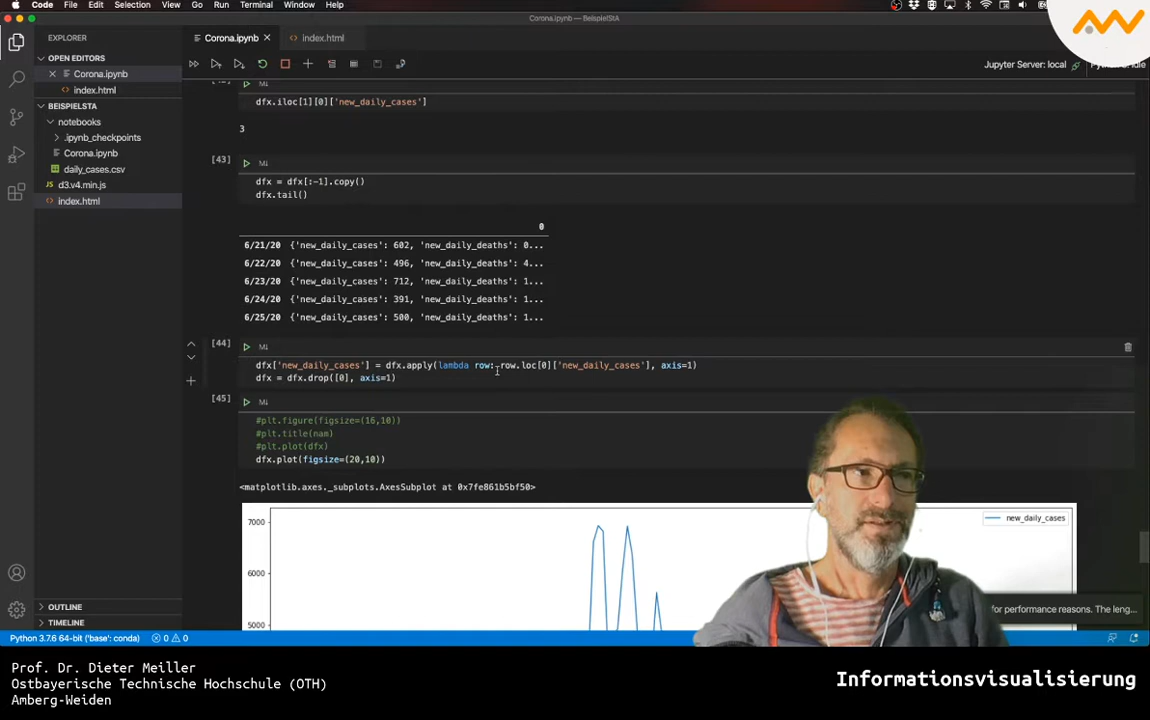 Code File Edit Selection View Go Run Terminal Window Help
Corona.ipynb — BeispielStA
EXPLORER
Corona.ipynb
index.html
OPEN EDITORS
Corona.ipynb
index.html
BEISPIELSTA
notebooks
.ipynb_checkpoints
Corona.ipynb
daily_cases.csv
d3.v4.min.js
index.html
OUTLINE
TIMELINE
Jupyter Server: local
M↓
dfx.iloc[1][0]['new_daily_cases']
3
[43]
M↓
dfx = dfx[:-1].copy()
dfx.tail()
0
6/21/20 {'new_daily_cases': 602, 'new_daily_deaths': 0...
6/22/20 {'new_daily_cases': 496, 'new_daily_deaths': 4...
6/23/20 {'new_daily_cases': 712, 'new_daily_deaths': 1...
6/24/20 {'new_daily_cases': 391, 'new_daily_deaths': 1...
6/25/20 {'new_daily_cases': 500, 'new_daily_deaths': 1...
[44]
M↓
dfx['new_daily_cases'] = dfx.apply(lambda row: row.loc[0]['new_daily_cases'], axis=1)
dfx = dfx.drop([0], axis=1)
[45]
M↓
#plt.figure(figsize=(16,10))
#plt.title(nam)
#plt.plot(dfx)
dfx.plot(figsize=(20,10))
<matplotlib.axes._subplots.AxesSubplot at 0x7fe861b5bf50>
7000
new_daily_cases
6000
5000
for performance reasons. The leng...
Python 3.7.6 64-bit ('base': conda) 0 0
Prof. Dr. Dieter Meiller
Ostbayerische Technische Hochschule (OTH)
Amberg-Weiden
Informationsvisualisierung